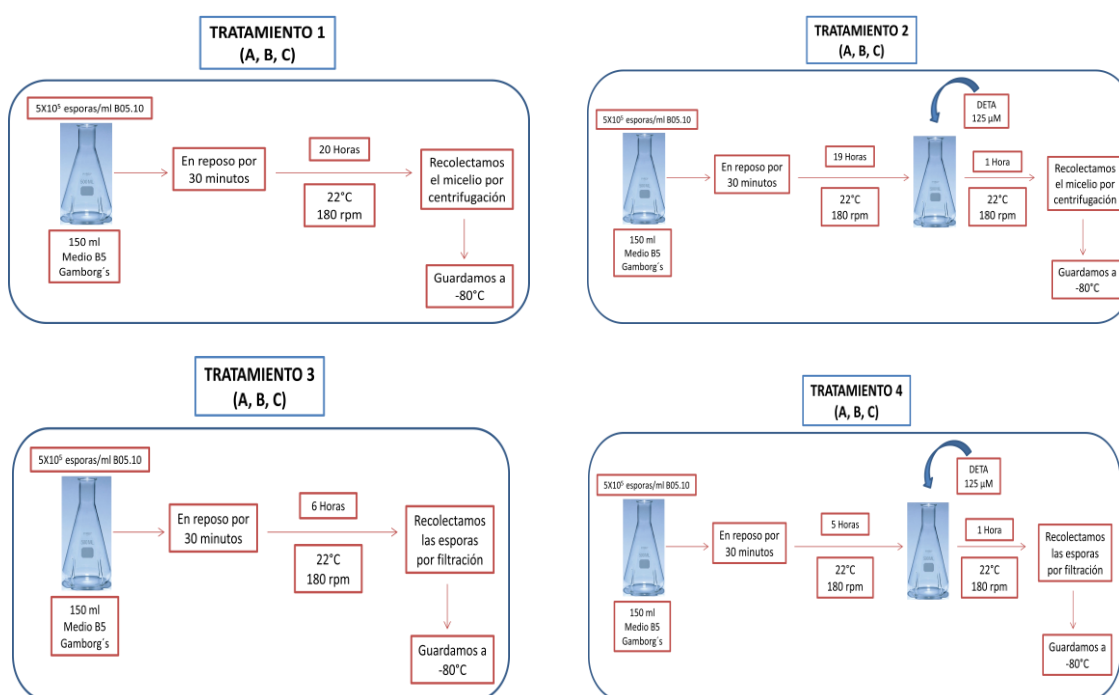 TRATAMIENTO 1
(A, B, C)
5X10⁵ esporas/ml B05.10
150 ml
Medio B5
Gamborg´s
En reposo por
30 minutos
20 Horas
22°C
180 rpm
Recolectamos
el micelio por
centrifugación
Guardamos a
-80°C
TRATAMIENTO 2
(A, B, C)
5X10⁵ esporas/ml B05.10
150 ml
Medio B5
Gamborg´s
En reposo por
30 minutos
19 Horas
22°C
180 rpm
DETA
125 µM
1 Hora
22°C
180 rpm
Recolectamos
el micelio por
centrifugación
Guardamos a
-80°C
TRATAMIENTO 3
(A, B, C)
5X10⁵ esporas/ml B05.10
150 ml
Medio B5
Gamborg´s
En reposo por
30 minutos
6 Horas
22°C
180 rpm
Recolectamos
las esporas
por filtración
Guardamos a
-80°C
TRATAMIENTO 4
(A, B, C)
5X10⁵ esporas/ml B05.10
150 ml
Medio B5
Gamborg´s
En reposo por
30 minutos
5 Horas
22°C
180 rpm
DETA
125 µM
1 Hora
22°C
180 rpm
Recolectamos
las esporas
por filtración
Guardamos a
-80°C